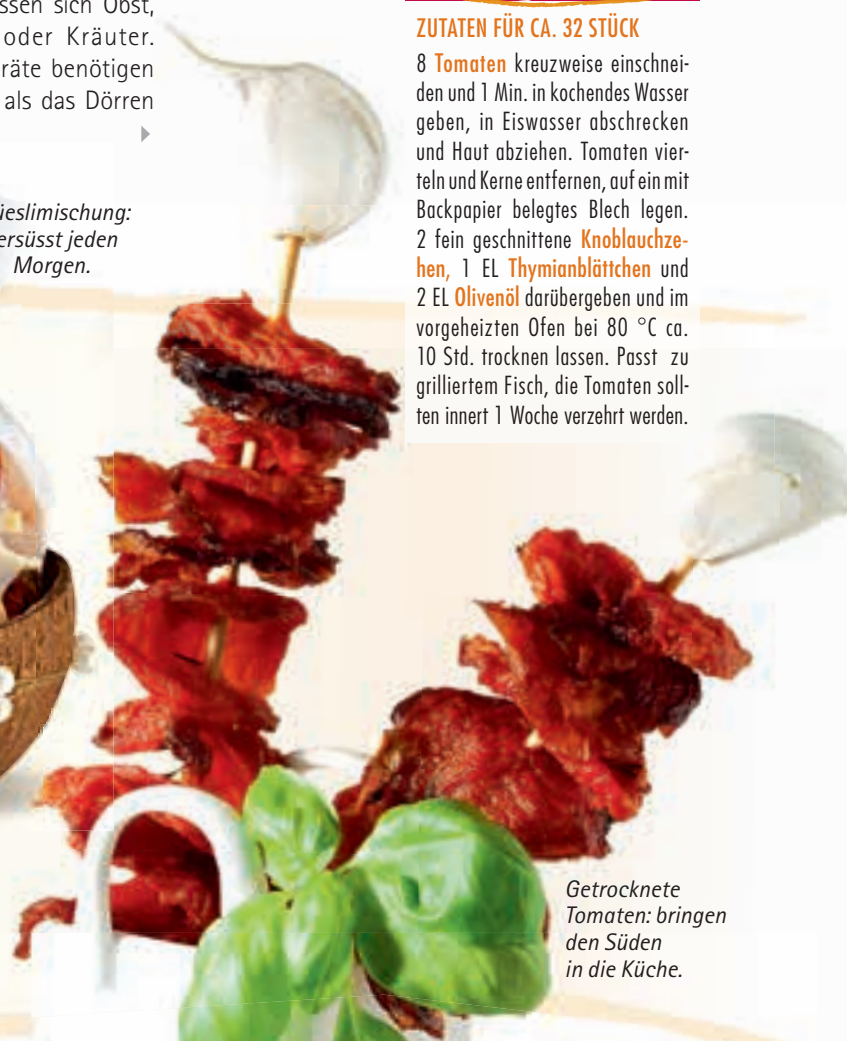 ssen sich Obst,
oder Kräuter.
räte benötigen
als das Dörren
üeslimischung:
ersüsst jeden
Morgen.
ZUTATEN FÜR CA. 32 STÜCK
8 Tomaten kreuzweise einschnei-
den und 1 Min. in kochendes Wasser
geben, in Eiswasser abschrecken
und Haut abziehen. Tomaten vier-
teln und Kerne entfernen, auf ein mit
Backpapier belegtes Blech legen.
2 fein geschnittene Knoblauchze-
hen, 1 EL Thymianblättchen und
2 EL Olivenöl darübergeben und im
vorgeheizten Ofen bei 80 °C ca.
10 Std. trocknen lassen. Passt zu
grilliertem Fisch, die Tomaten soll-
ten innert 1 Woche verzehrt werden.
Getrocknete
Tomaten: bringen
den Süden
in die Küche.